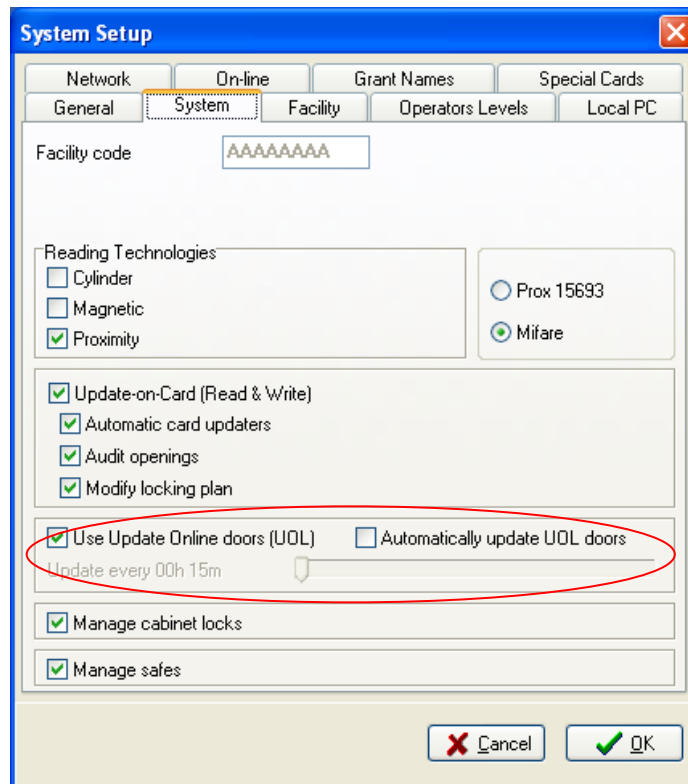 System Setup
Network On-line Grant Names Special Cards
General System Facility Operators Levels Local PC
Facility code AAAAAAAA
Reading Technologies
Cylinder
Magnetic
Proximity
Prox 15693
Mifare
Update-on-Card (Read & Write)
Automatic card updaters
Audit openings
Modify locking plan
Use Update Online doors (UOL) Automatically update UOL doors
Update every 00h 15m
Manage cabinet locks
Manage safes
Cancel OK